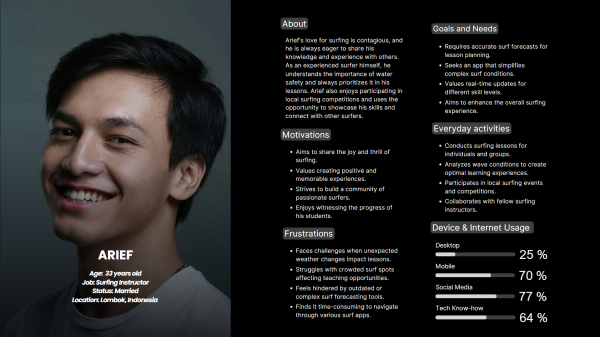 ARIEF
Age: 33 years old
Job: Surfing Instructor
Status: Married
Location: Lombok, Indonesia
About
Arief's love for surfing is contagious, and
he is always eager to share his
knowledge and experience with others.
As an experienced surfer himself, he
understands the importance of water
safety and always prioritizes it in his
lessons. Arief also enjoys participating in
local surfing competitions and uses the
opportunity to showcase his skills and
connect with other surfers.
Motivations
• Aims to share the joy and thrill of
surfing.
• Values creating positive and
memorable experiences.
• Strives to build a community of
passionate surfers.
• Enjoys witnessing the progress of
his students.
Frustrations
• Faces challenges when unexpected
weather changes impact lessons.
• Struggles with crowded surf spots
affecting teaching opportunities.
• Feels hindered by outdated or
complex surf forecasting tools.
• Finds it time-consuming to navigate
through various surf apps.
Goals and Needs
• Requires accurate surf forecasts for
lesson planning.
• Seeks an app that simplifies
complex surf conditions.
• Values real-time updates for
different skill levels.
• Aims to enhance the overall surfing
experience.
Everyday activities
• Conducts surfing lessons for
individuals and groups.
• Analyzes wave conditions to create
optimal learning experiences.
• Participates in local surfing events
and competitions.
• Collaborates with fellow surfing
instructors.
Device & Internet Usage
Desktop
25 %
Mobile
70 %
Social Media
77 %
Tech Know-how
64 %